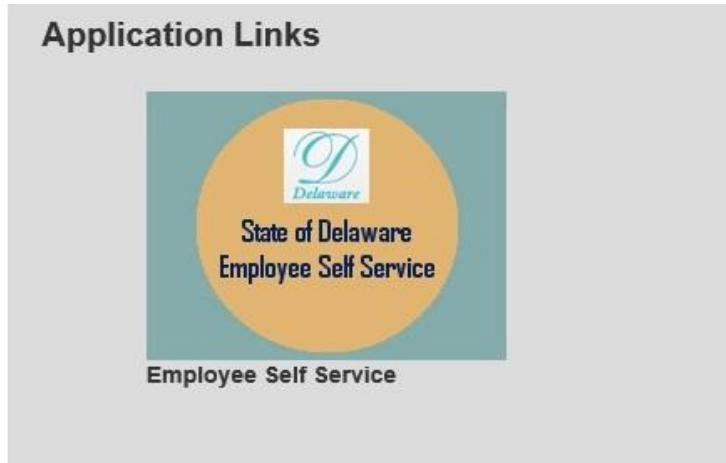 Application Links
D
Delaware
State of Delaware
Employee Self Service
Employee Self Service